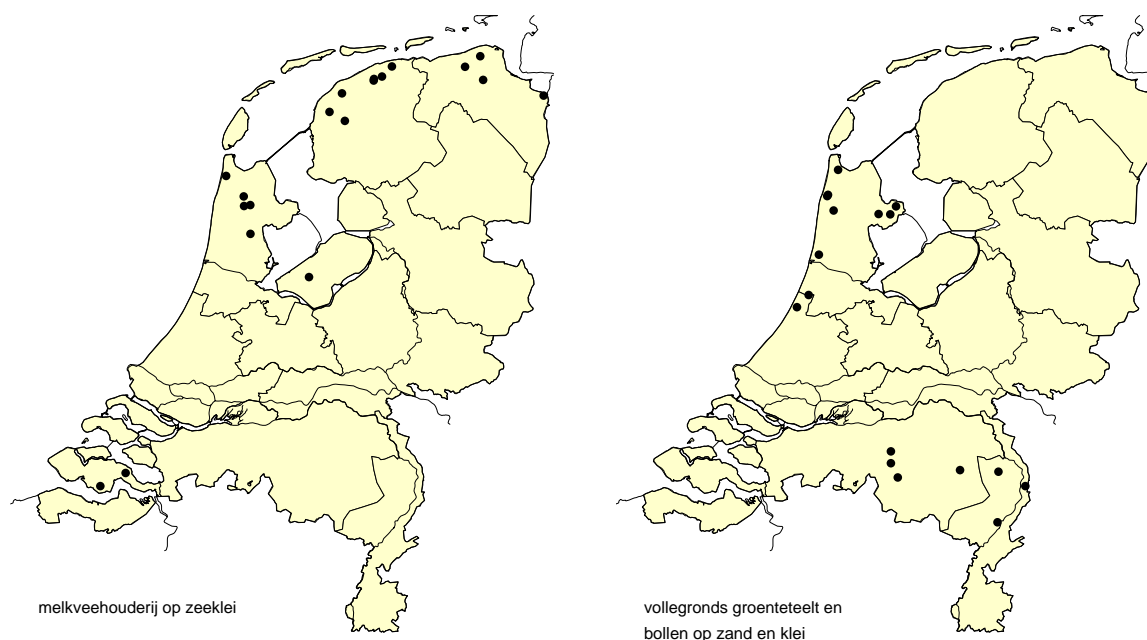 melkveehouderij op zeeklei
vollegronds groenteteelt en
bollen op zand en klei